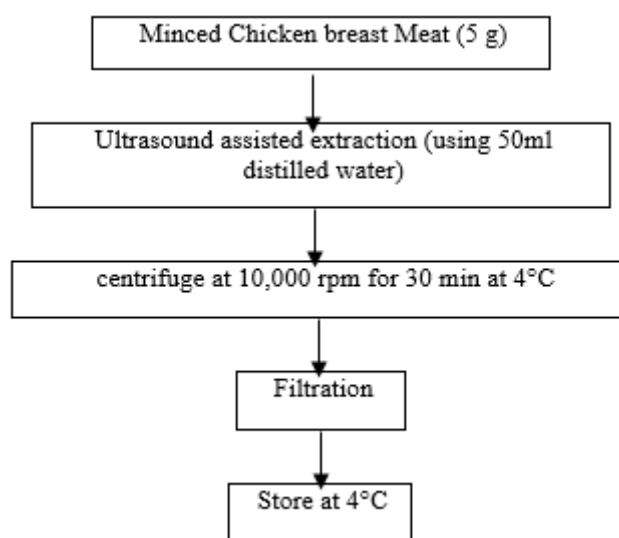 Minced Chicken breast Meat (5 g)
Ultrasound assisted extraction (using 50ml
distilled water)
centrifuge at 10,000 rpm for 30 min at 4°C
Filtration
Store at 4°C